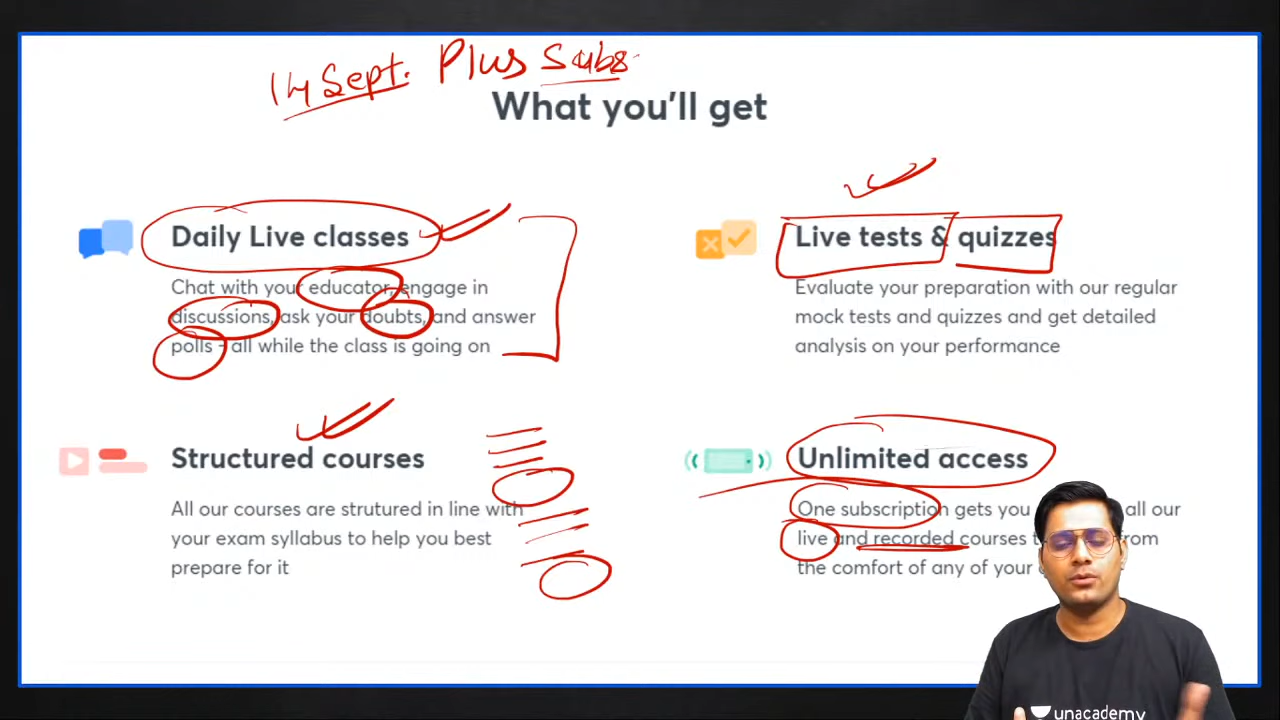 14 Sept. Plus Subs.
What you'll get
Daily Live classes
Chat with your educator, engage in
discussions, ask your doubts, and answer
polls - all while the class is going on
Live tests & quizzes
Evaluate your preparation with our regular
mock tests and quizzes and get detailed
analysis on your performance
Structured courses
All our courses are strutured in line with
your exam syllabus to help you best
prepare for it
Unlimited access
One subscription gets you all our
live and recorded courses from
the comfort of any of your
unacademy